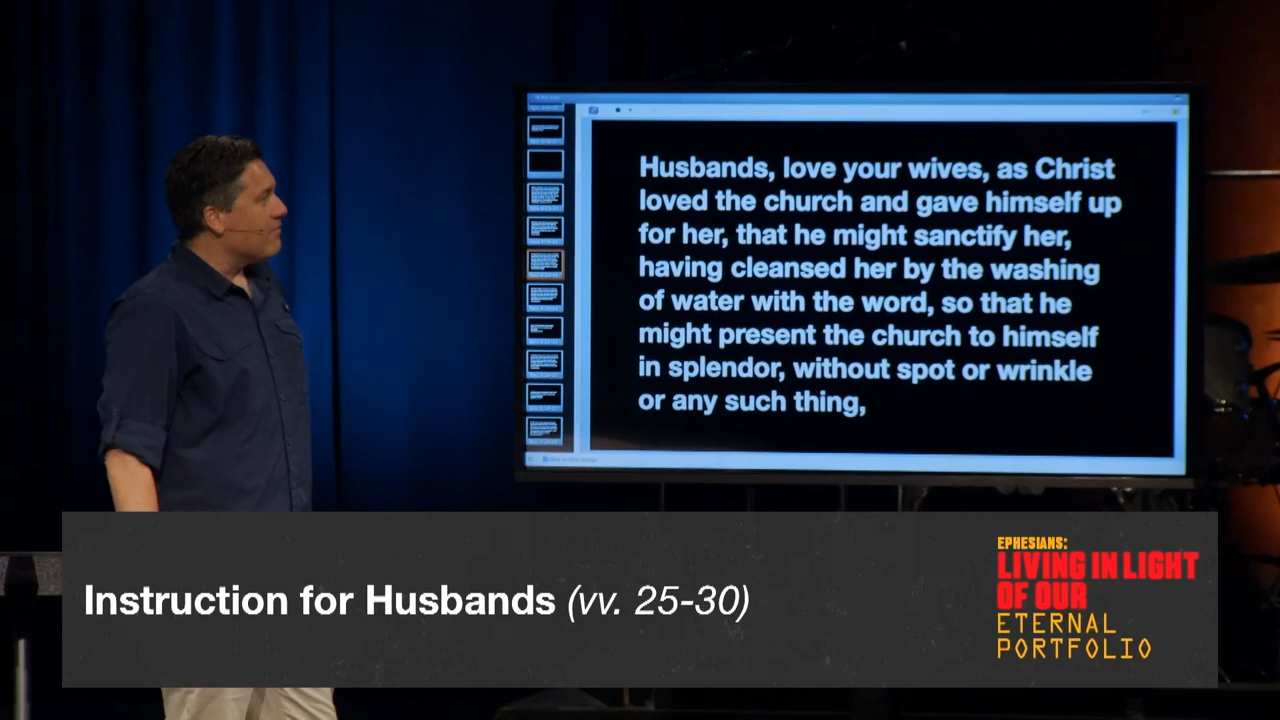 Husbands, love your wives, as Christ
loved the church and gave himself up
for her, that he might sanctify her,
having cleansed her by the washing
of water with the word, so that he
might present the church to himself
in splendor, without spot or wrinkle
or any such thing,
Instruction for Husbands (vv. 25-30)
EPHESIANS:
LIVING IN LIGHT
OF OUR
ETERNAL
PORTFOLIO